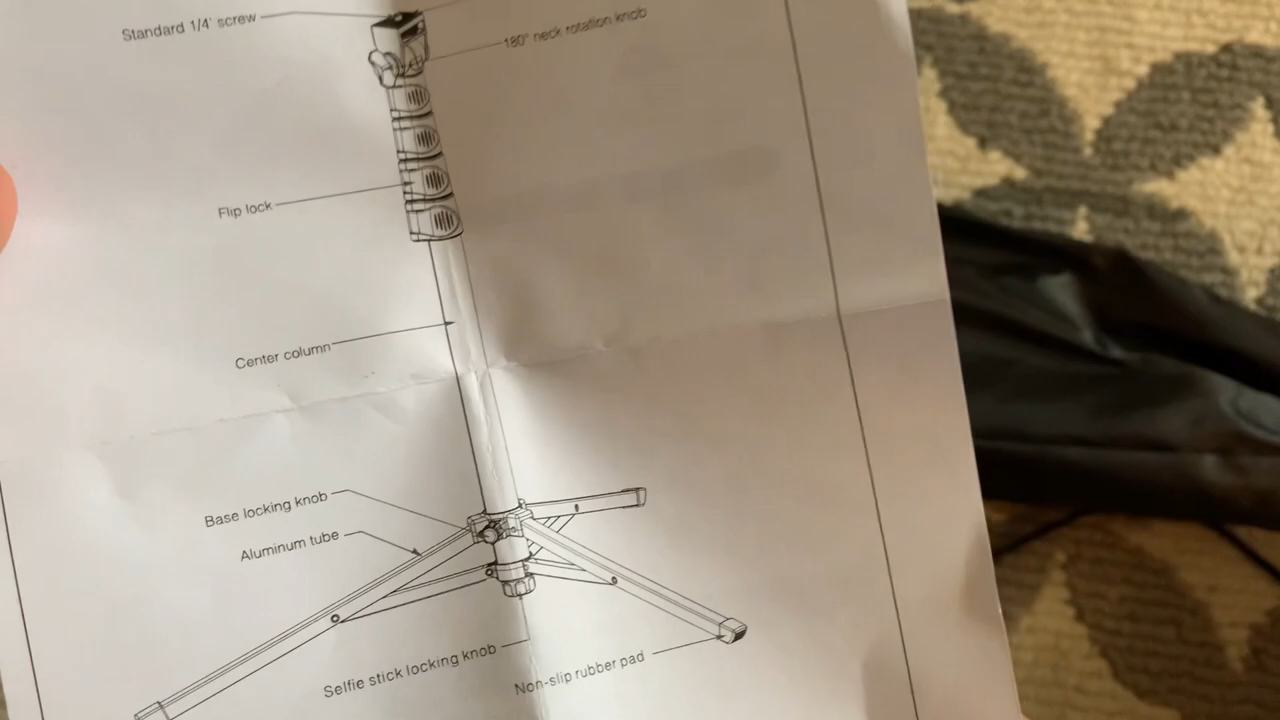 Standard 1/4' screw
180° neck rotation knob
Flip lock
Center column
Base locking knob
Aluminum tube
Selfie stick locking knob
Non-slip rubber pad